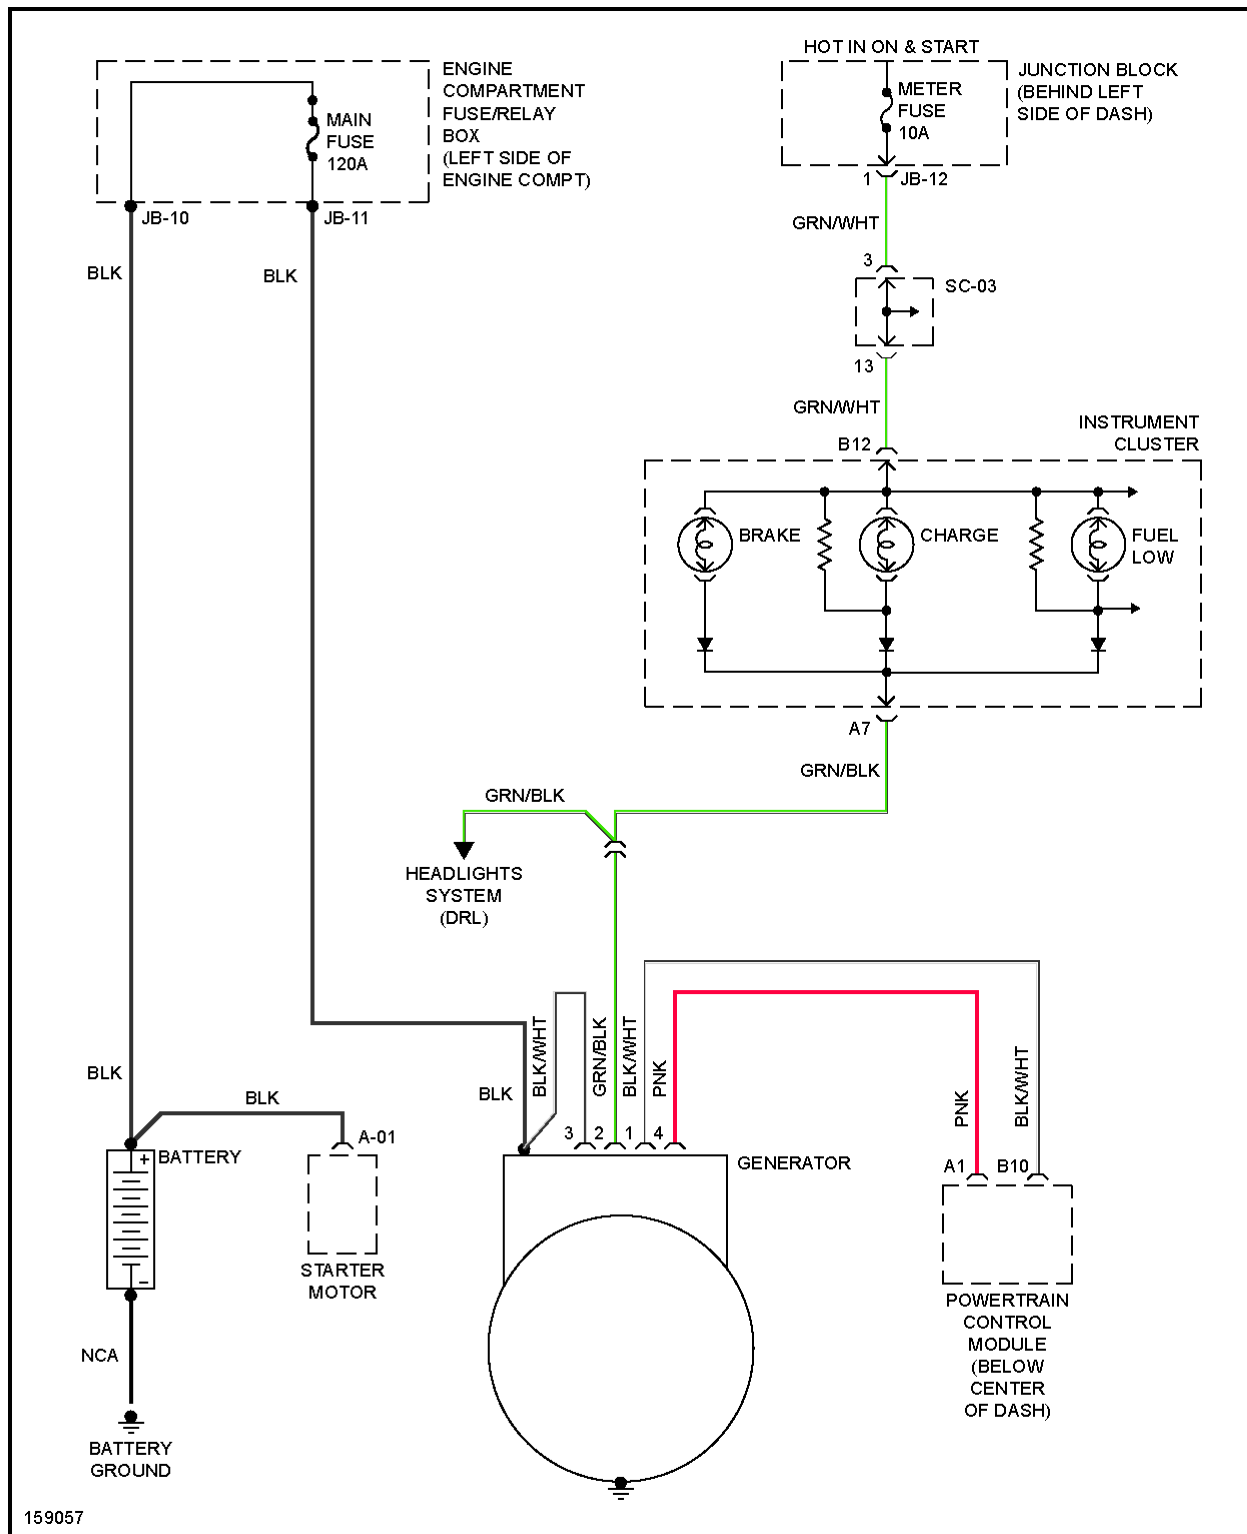 HOT IN ON & START
ENGINE
COMPARTMENT
FUSE/RELAY
BOX
(LEFT SIDE OF
ENGINE COMPT)
MAIN
FUSE
120A
JB-10
JB-11
JUNCTION BLOCK
(BEHIND LEFT
SIDE OF DASH)
METER
FUSE
10A
1
JB-12
GRN/WHT
BLK
BLK
3
SC-03
13
GRN/WHT
B12
INSTRUMENT
CLUSTER
BRAKE
CHARGE
FUEL
LOW
A7
GRN/BLK
GRN/BLK
HEADLIGHTS
SYSTEM
(DRL)
BLK
BLK
A-01
BATTERY
+
-
STARTER
MOTOR
NCA
BATTERY
GROUND
BLK
BLK/WHT
GRN/BLK
BLK/WHT
PNK
3
2
1
4
GENERATOR
PNK
BLK/WHT
A1
B10
POWERTRAIN
CONTROL
MODULE
(BELOW
CENTER
OF DASH)
159057